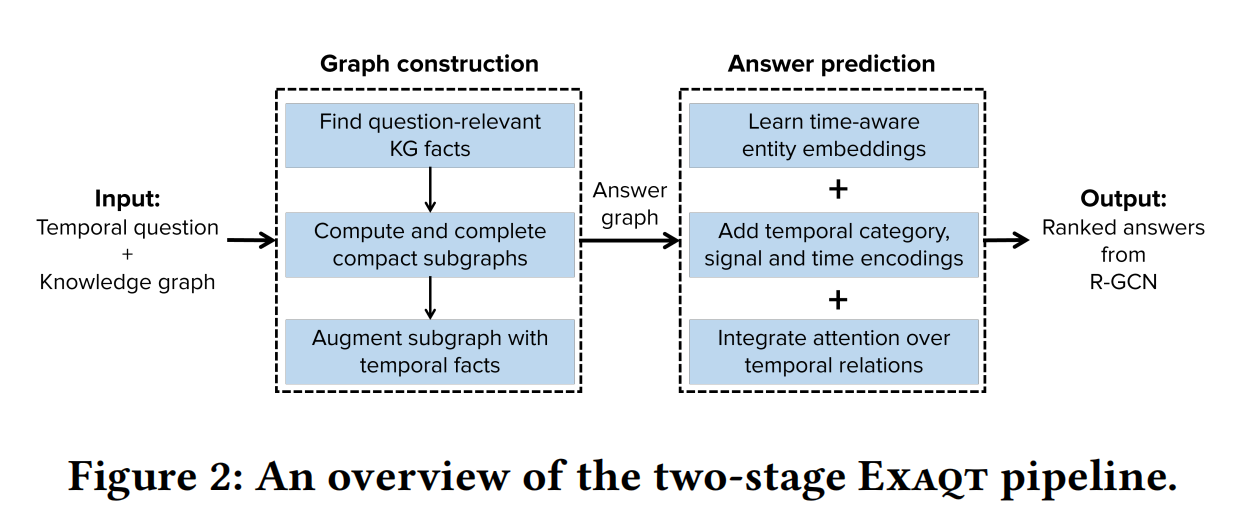 Graph construction
Answer prediction
Input:
Temporal question
+
Knowledge graph
Find question-relevant
KG facts
Compute and complete
compact subgraphs
Augment subgraph with
temporal facts
Answer
graph
Learn time-aware
entity embeddings
+
Add temporal category,
signal and time encodings
+
Integrate attention over
temporal relations
Output:
Ranked answers
from
R-GCN
Figure 2: An overview of the two-stage EXAQT pipeline.